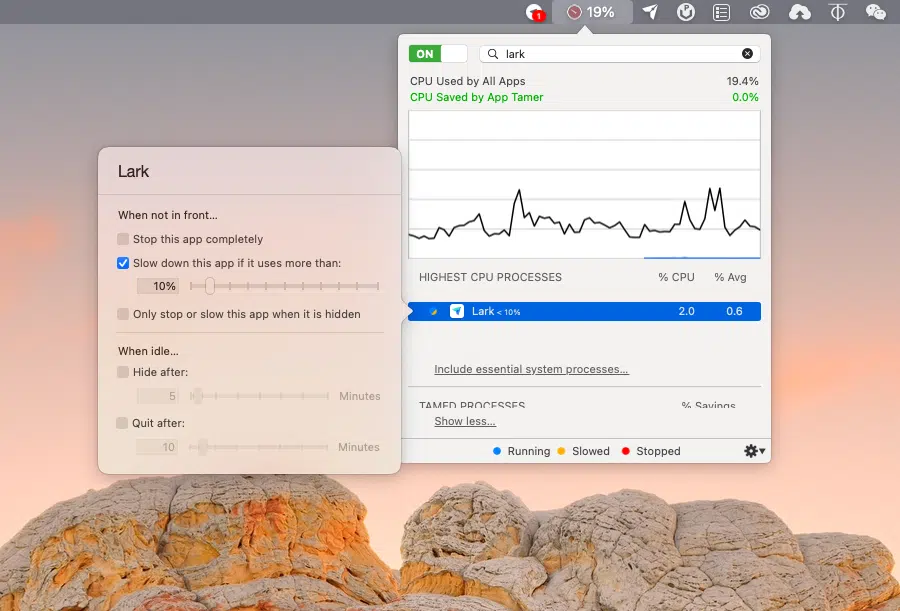 1
19%
ON
lark
CPU Used by All Apps 19.4%
CPU Saved by App Tamer 0.0%
Lark
When not in front...
Stop this app completely
Slow down this app if it uses more than:
10%
Only stop or slow this app when it is hidden
When idle...
Hide after:
5 Minutes
Quit after:
10 Minutes
HIGHEST CPU PROCESSES % CPU % Avg
Lark < 10% 2.0 0.6
Include essential system processes...
TAMED PROCESSES % Savings
Show less...
Running Slowed Stopped